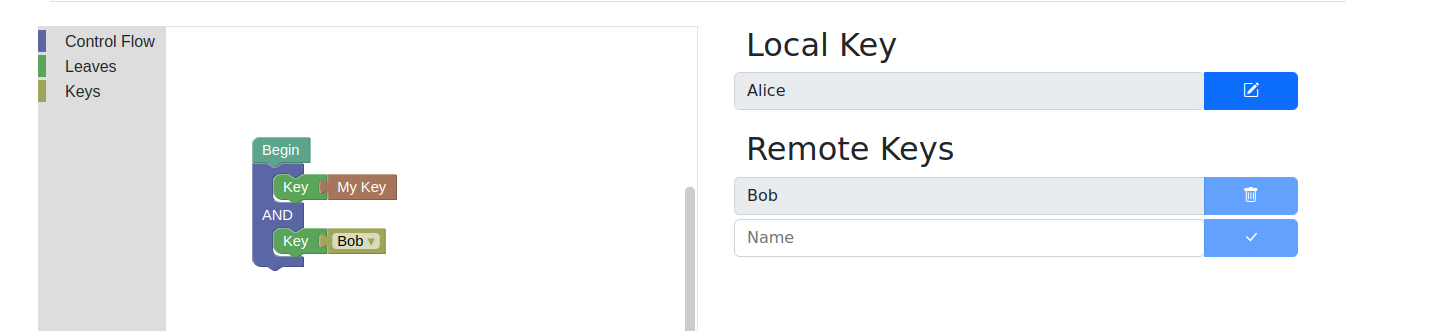 Control Flow
Leaves
Keys
Begin
Key My Key
AND
Key Bob
Local Key
Alice
Remote Keys
Bob
Name